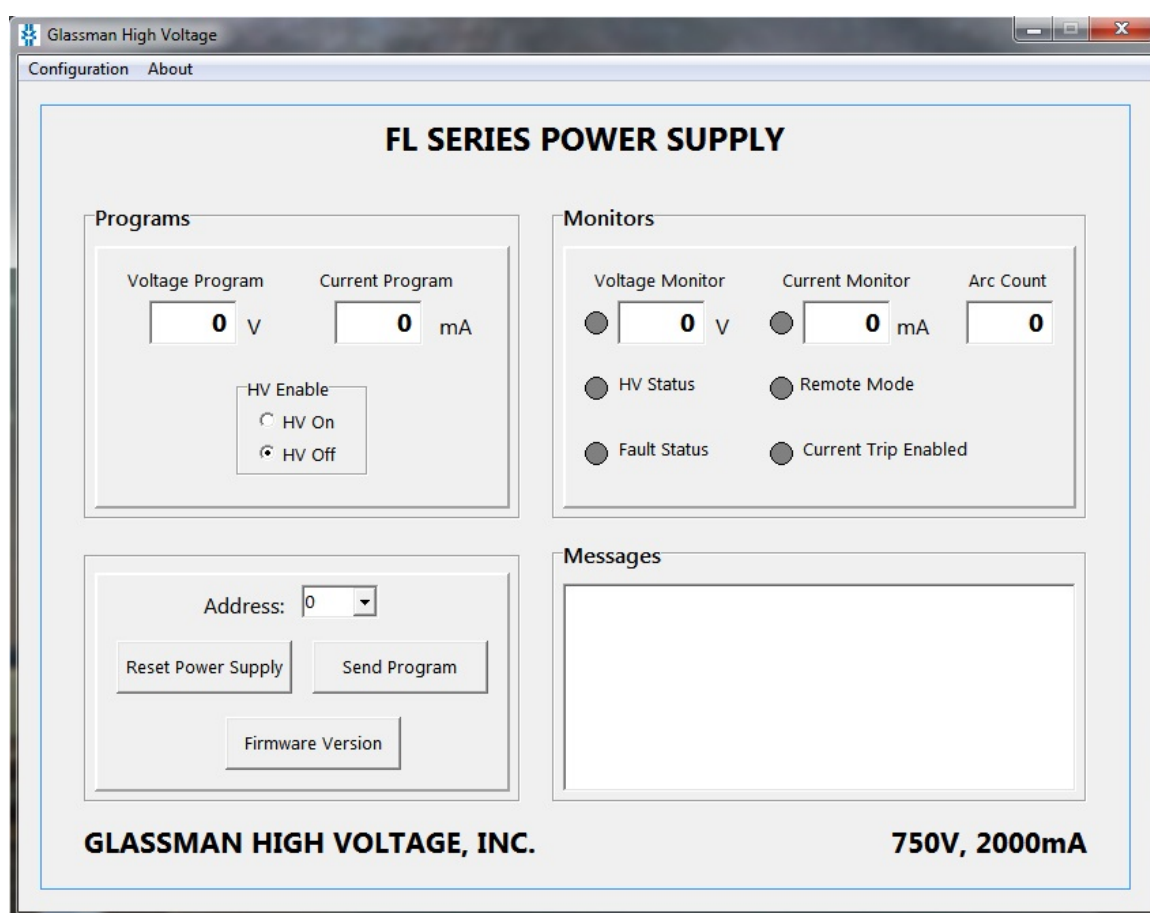 Glassman High Voltage
Configuration About
FL SERIES POWER SUPPLY
Programs
Voltage Program Current Program
0 V 0 mA
HV Enable
HV On
HV Off
Monitors
Voltage Monitor Current Monitor Arc Count
0 V 0 mA 0
HV Status Remote Mode
Fault Status Current Trip Enabled
Address: 0
Reset Power Supply Send Program
Firmware Version
Messages
GLASSMAN HIGH VOLTAGE, INC. 750V, 2000mA